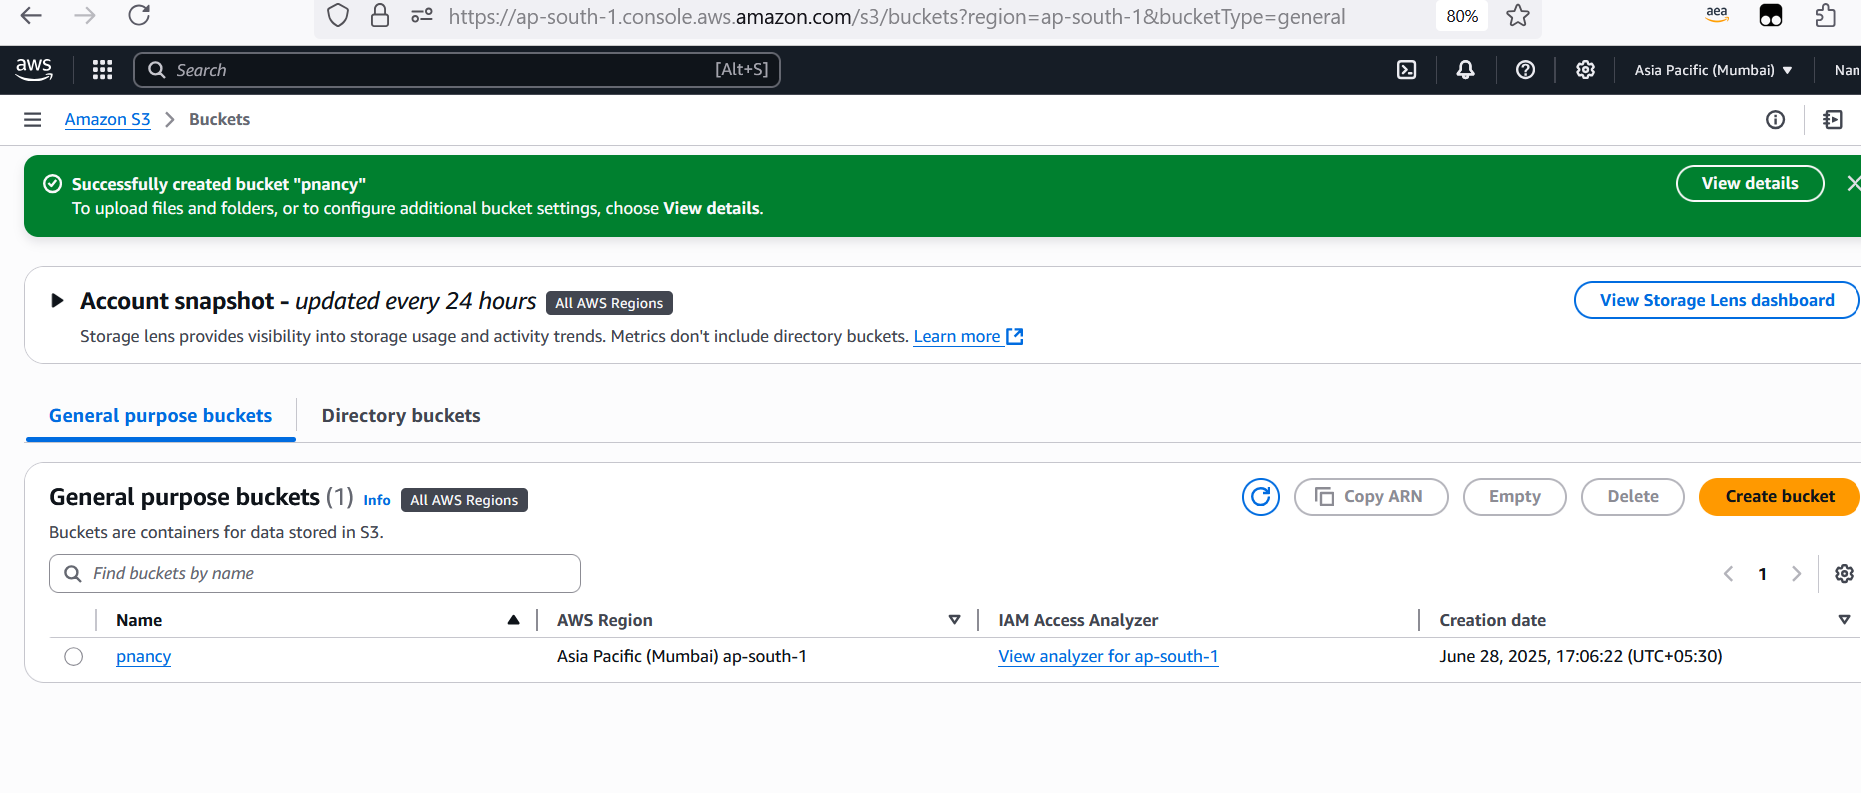 https://ap-south-1.console.aws.amazon.com/s3/buckets?region=ap-south-1&bucketType=general
80%
aea
aws
Search
[Alt+S]
Asia Pacific (Mumbai)
Nan
Amazon S3
Buckets
Successfully created bucket "pnancy"
To upload files and folders, or to configure additional bucket settings, choose View details.
View details
Account snapshot - updated every 24 hours
All AWS Regions
View Storage Lens dashboard
Storage lens provides visibility into storage usage and activity trends. Metrics don't include directory buckets. Learn more
General purpose buckets
Directory buckets
General purpose buckets (1) Info
All AWS Regions
Copy ARN
Empty
Delete
Create bucket
Buckets are containers for data stored in S3.
Find buckets by name
1
Name
AWS Region
IAM Access Analyzer
Creation date
pnancy
Asia Pacific (Mumbai) ap-south-1
View analyzer for ap-south-1
June 28, 2025, 17:06:22 (UTC+05:30)